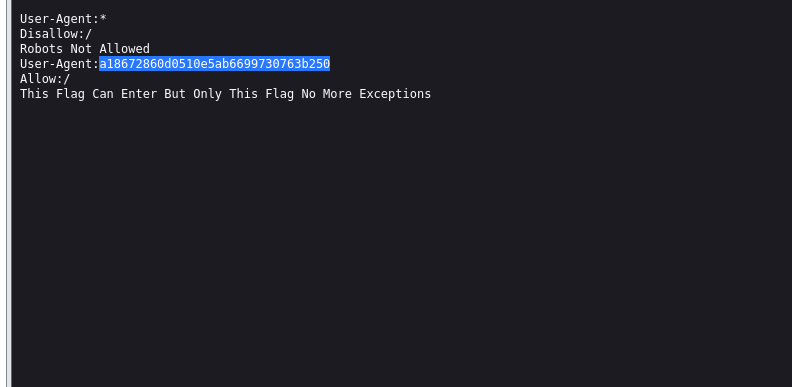 User-Agent:*
Disallow:/
Robots Not Allowed
User-Agent:a18672860d0510e5ab6699730763b250
Allow:/
This Flag Can Enter But Only This Flag No More Exceptions